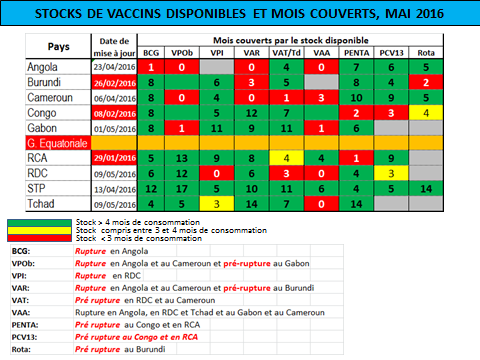 STOCKS DE VACCINS DISPONIBLES ET MOIS COUVERTS, MAI 2016
Pays Date de mise à jour Mois couverts par le stock disponible
BCG VPOb VPI VAR VAT/Td VAA PENTA PCV13 Rota
Angola 23/04/2016 1 0 0 4 0 7 6 5
Burundi 26/02/2016 8 6 3 5 8 4 2
Cameroun 06/04/2016 8 0 4 0 1 3 10 9 5
Congo 08/02/2016 8 5 12 7 2 3 4
Gabon 01/05/2016 8 1 11 9 11 1 6
G. Equatoriale
RCA 29/01/2016 5 13 9 8 4 4 1 9
RDC 09/05/2016 6 12 0 6 3 0 4 3
STP 13/04/2016 12 17 5 10 11 6 4 5 14
Tchad 09/05/2016 4 5 3 14 7 0 14
Stock > 4 mois de consommation
Stock compris entre 3 et 4 mois de consommation
Stock < 3 mois de consommation
BCG: Rupture en Angola
VPOb: Rupture en Angola et au Cameroun et pré-rupture au Gabon
VPI: Rupture en RDC
VAR: Rupture en Angola et au Cameroun et pré-rupture au Burundi
VAT: Pré rupture en RDC et au Cameroun
VAA: Rupture en Angola, en RDC et Tchad et au Gabon et au Cameroun
PENTA: Pré rupture au Congo et en RCA
PCV13: Pré rupture au Congo et en RCA
Rota: Pré rupture au Burundi